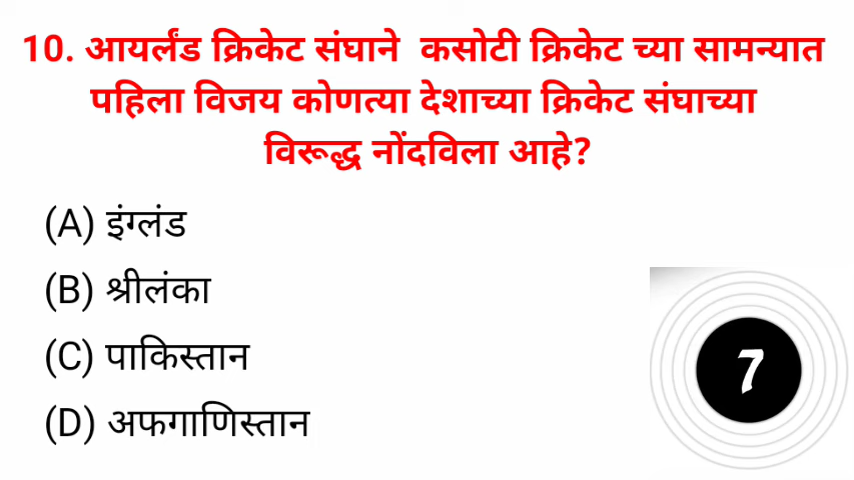 10. आयर्लंड क्रिकेट संघाने कसोटी क्रिकेट च्या सामन्यात
पहिला विजय कोणत्या देशाच्या क्रिकेट संघाच्या
विरूद्ध नोंदविला आहे?
(A) इंग्लंड
(B) श्रीलंका
(C) पाकिस्तान
(D) अफगाणिस्तान
7